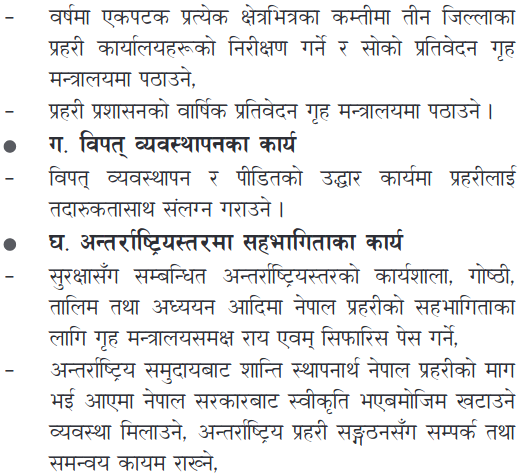 – वर्षमा एकपटक प्रत्येक क्षेत्रभित्रका कम्तीमा तीन जिल्लाका
प्रहरी कार्यालयहरूको निरीक्षण गर्ने र सोको प्रतिवेदन गृह
मन्त्रालयमा पठाउने,
– प्रहरी प्रशासनको वार्षिक प्रतिवेदन गृह मन्त्रालयमा पठाउने ।
● ग. विपत् व्यवस्थापनका कार्य
– विपत् व्यवस्थापन र पीडितको उद्धार कार्यमा प्रहरीलाई
तदारुकतासाथ संलग्न गराउने ।
● घ. अन्तर्राष्ट्रियस्तरमा सहभागिताका कार्य
– सुरक्षासँग सम्बन्धित अन्तर्राष्ट्रियस्तरको कार्यशाला, गोष्ठी,
तालिम तथा अध्ययन आदिमा नेपाल प्रहरीको सहभागिताका
लागि गृह मन्त्रालयसमक्ष राय एवम् सिफारिस पेस गर्ने,
– अन्तर्राष्ट्रिय समुदायबाट शान्ति स्थापनार्थ नेपाल प्रहरीको माग
भई आएमा नेपाल सरकारबाट स्वीकृति भएबमोजिम खटाउने
व्यवस्था मिलाउने, अन्तर्राष्ट्रिय प्रहरी सङ्गठनसँग सम्पर्क तथा
समन्वय कायम राख्ने,